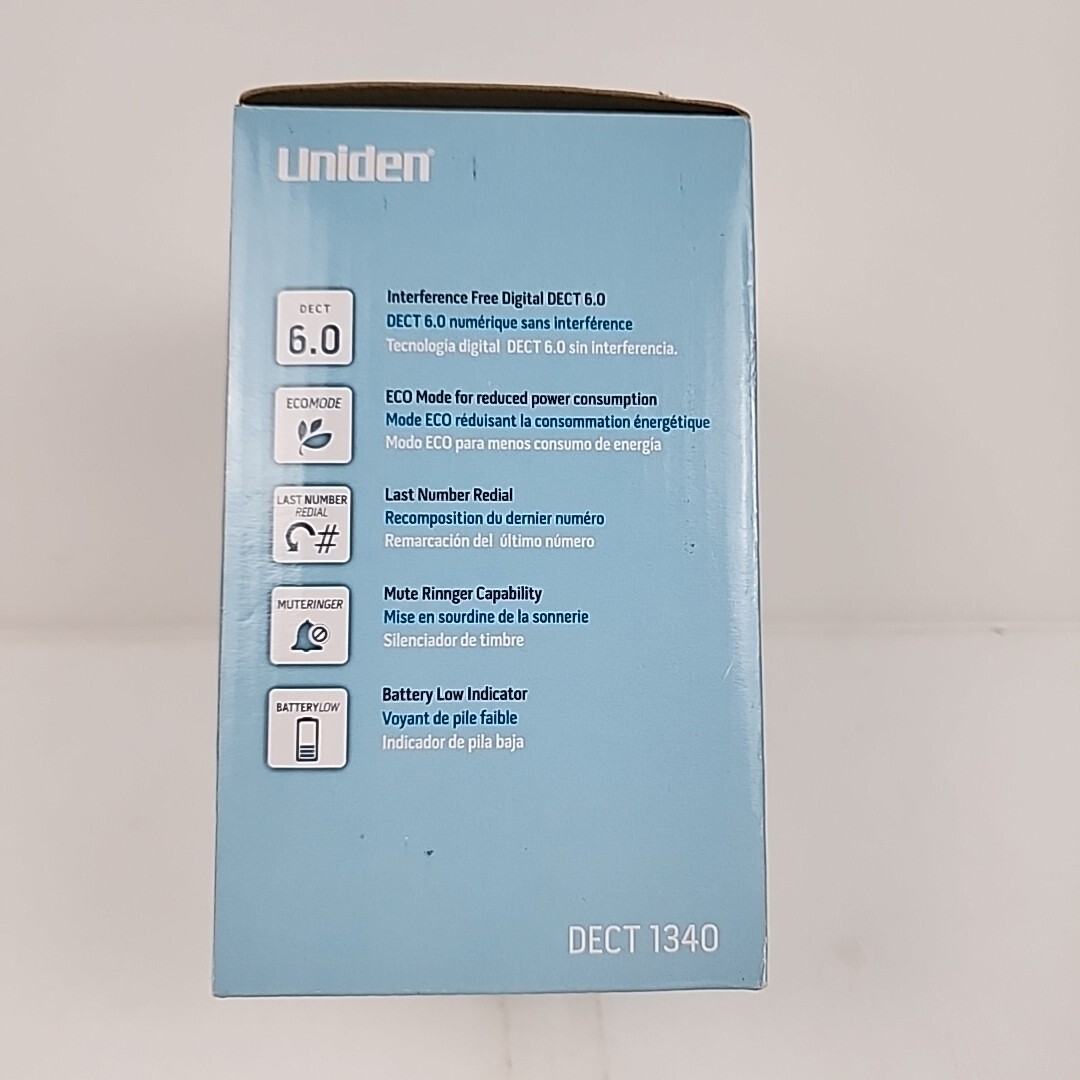 Uniden®
DECT
6.0
Interference Free Digital DECT 6.0
DECT 6.0 numérique sans interférence
Tecnologia digital DECT 6.0 sin interferencia.
ECOMODE
ECO Mode for reduced power consumption
Mode ECO réduisant la consommation énergétique
Modo ECO para menos consumo de energía
LAST NUMBER
REDIAL
#
Last Number Redial
Recomposition du dernier numéro
Remarcación del último número
MUTERINGER
Mute Rinnger Capability
Mise en sourdine de la sonnerie
Silenciador de timbre
BATTERYLOW
Battery Low Indicator
Voyant de pile faible
Indicador de pila baja
DECT 1340